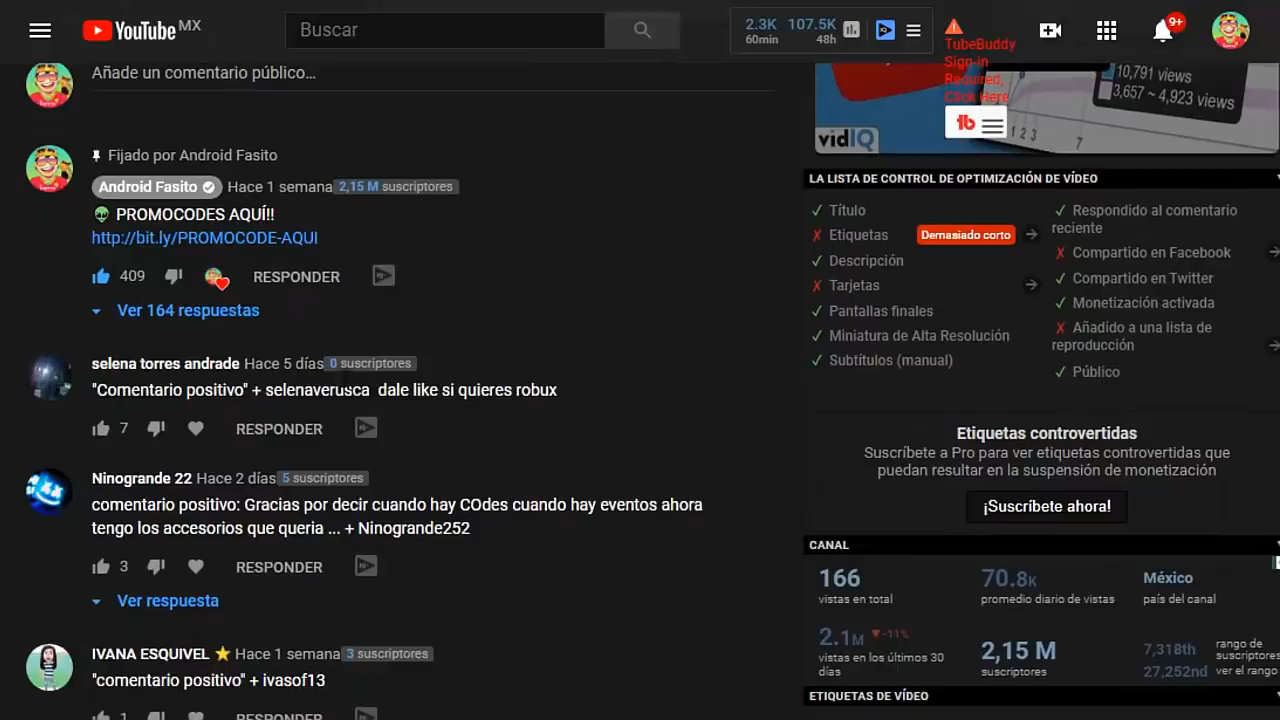 YouTube MX
Buscar
2.3K 107.5K
60min 48h
TubeBuddy
Sign-in
Required,
Click Here
9+
Añade un comentario público...
Fijado por Android Fasito
Android Fasito Hace 1 semana 2,15 M suscriptores
PROMOCODES AQUÍ!!
http://bit.ly/PROMOCODE-AQUI
409 RESPONDER
Ver 164 respuestas
selena torres andrade Hace 5 días 0 suscriptores
"Comentario positivo" + selenaverusca dale like si quieres robux
7 RESPONDER
Ninogrande 22 Hace 2 días 5 suscriptores
comentario positivo: Gracias por decir cuando hay COdes cuando hay eventos ahora
tengo los accesorios que queria ... + Ninogrande252
3 RESPONDER
Ver respuesta
IVANA ESQUIVEL Hace 1 semana 3 suscriptores
"comentario positivo" + ivasof13
1 RESPONDER
10,791 views
3,657 ~ 4,923 views
1 2 3 7
vidIQ
tb
LA LISTA DE CONTROL DE OPTIMIZACIÓN DE VÍDEO
✓ Título
✗ Etiquetas Demasiado corto
✓ Descripción
✗ Tarjetas
✓ Pantallas finales
✓ Miniatura de Alta Resolución
✓ Subtítulos (manual)
✓ Respondido al comentario
reciente
✗ Compartido en Facebook
✓ Compartido en Twitter
✓ Monetización activada
✗ Añadido a una lista de
reproducción
✓ Público
Etiquetas controvertidas
Suscríbete a Pro para ver etiquetas controvertidas que
puedan resultar en la suspensión de monetización
¡Suscríbete ahora!
CANAL
166 70.8K México
vistas en total promedio diario de vistas país del canal
2.1M ▼-11%
vistas en los últimos 30
días
2,15 M
suscriptores
7,318th
27,252nd
rango de
suscriptores
ver el rango
ETIQUETAS DE VÍDEO